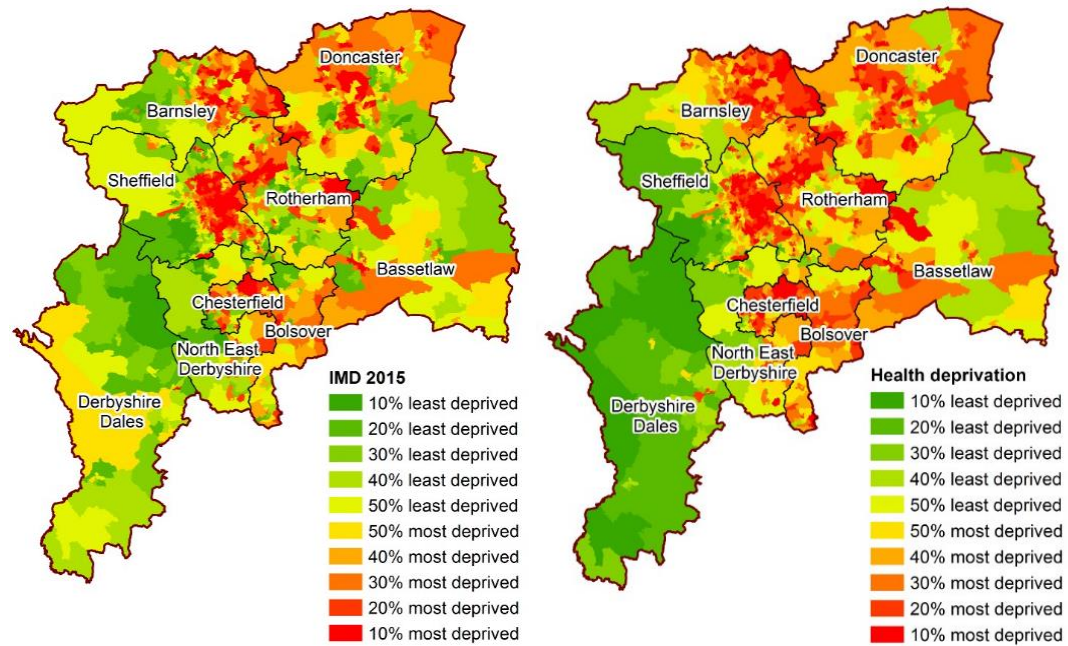 Doncaster
Barnsley
Sheffield
Rotherham
Bassetlaw
Chesterfield
Bolsover
North East
Derbyshire
Derbyshire
Dales
IMD 2015
10% least deprived
20% least deprived
30% least deprived
40% least deprived
50% least deprived
50% most deprived
40% most deprived
30% most deprived
20% most deprived
10% most deprived
Doncaster
Barnsley
Sheffield
Rotherham
Bassetlaw
Chesterfield
Bolsover
North East
Derbyshire
Derbyshire
Dales
Health deprivation
10% least deprived
20% least deprived
30% least deprived
40% least deprived
50% least deprived
50% most deprived
40% most deprived
30% most deprived
20% most deprived
10% most deprived